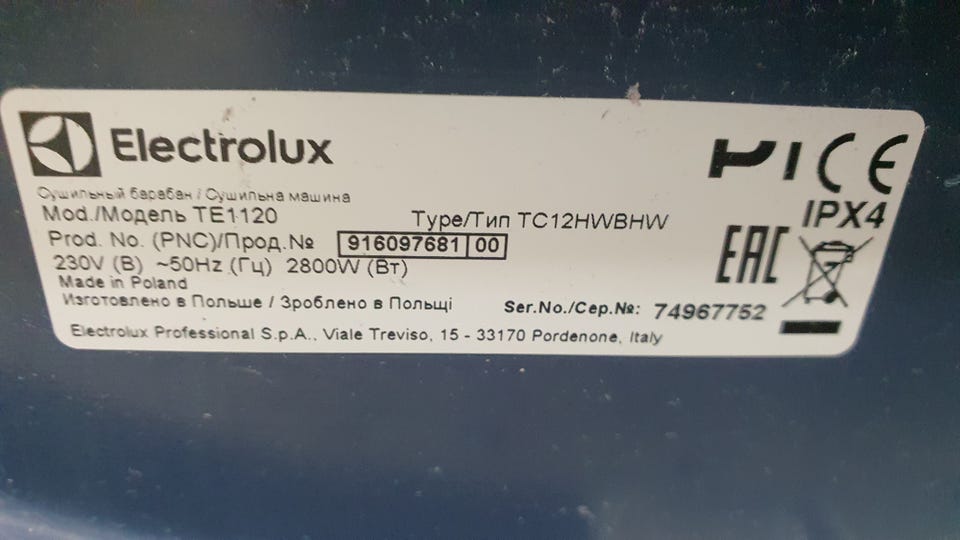 Electrolux
CE
Сушильный барабан / Сушильна машина
Mod./Модель TE1120
Type/Тип TC12HWBHW
IPX4
Prod. No. (PNC)/Прод.№ 916097681 00
EAC
230V (В) ~50Hz (Гц) 2800W (Вт)
Made in Poland
Изготовлено в Польше / Зроблено в Польщі
Ser.No./Сер.№: 74967752
Electrolux Professional S.p.A., Viale Treviso, 15 - 33170 Pordenone, Italy